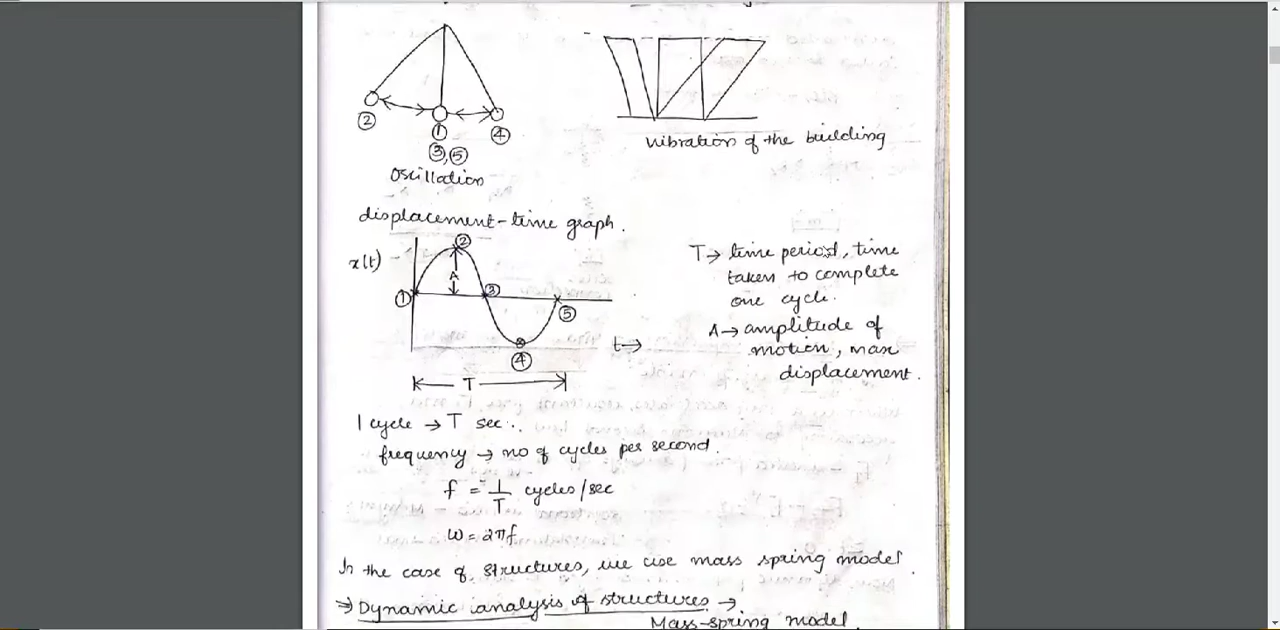 ②
①
④
③,⑤
Oscillation
Vibration of the building
displacement-time graph.
x(t)
②
A
①
③
⑤
④
t→
T
T→ time period, time
taken to complete
one cycle.
A→ amplitude of
motion, max
displacement.
1 cycle → T sec..
frequency → no of cycles per second.
f = 1/T cycles/sec
ω = 2πf
In the case of structures, we use mass spring model.
⇒ Dynamic analysis of structures →
Mass-spring model.